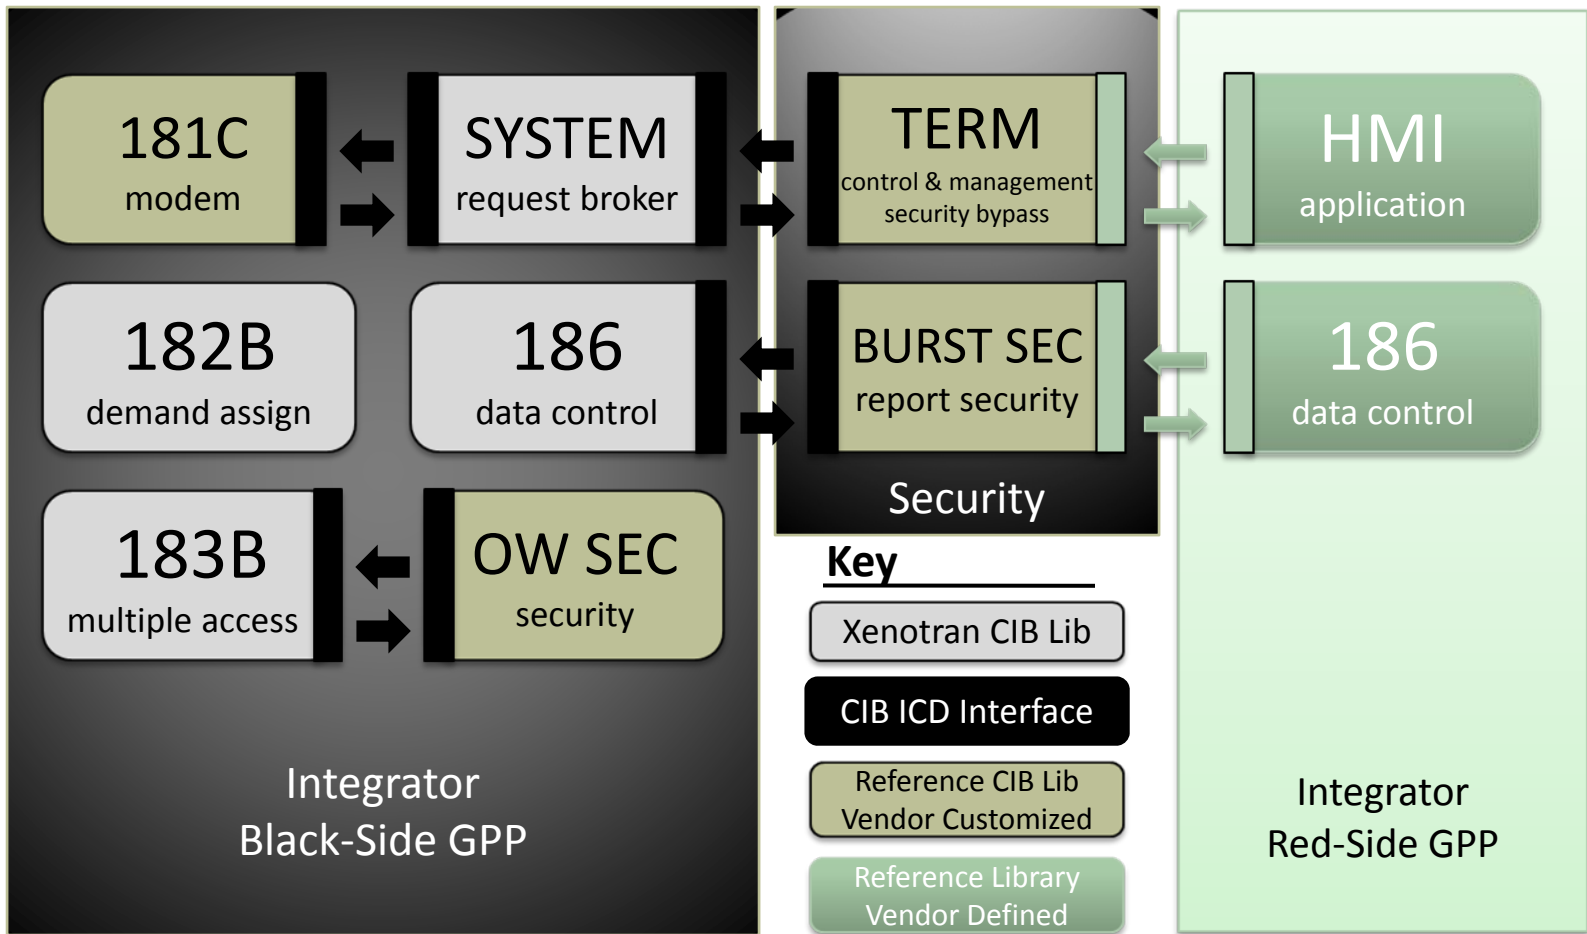 181C
modem
SYSTEM
request broker
TERM
control & management
security bypass
HMI
application
182B
demand assign
186
data control
BURST SEC
report security
186
data control
183B
multiple access
OW SEC
security
Security
Key
Xenotran CIB Lib
CIB ICD Interface
Reference CIB Lib
Vendor Customized
Reference Library
Vendor Defined
Integrator
Black-Side GPP
Integrator
Red-Side GPP